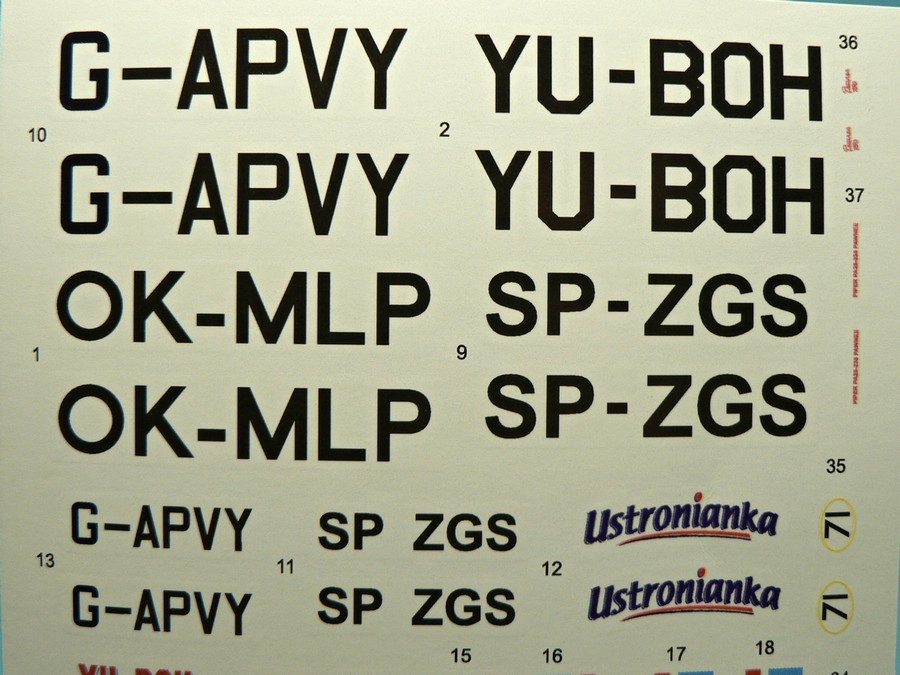 G-APVY YU-BOH 36
10 2
G-APVY YU-BOH 37
OK-MLP SP-ZGS
1 9
OK-MLP SP-ZGS
35
G-APVY SP ZGS Ustronianka 71
13 11 12
G-APVY SP ZGS Ustronianka 71
15 16 17 18
YU-BOH